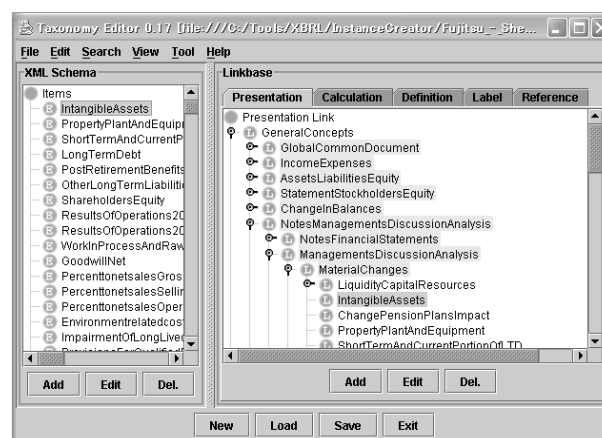 Taxonomy Editor 0.17 [file:///C:/Tools/XBRL/InstanceCreator/Fujitsu_-_She...
File Edit Search View Tool Help
XML Schema
Items
IntangibleAssets
PropertyPlantAndEquip
ShortTermAndCurrentP
LongTermDebt
PostRetirementBenefits
OtherLongTermLiabiliti
ShareholdersEquity
ResultsOfOperations20
ResultsOfOperations20
WorkInProcessAndRaw
GoodwillNet
PercenttonetsalesGros
PercenttonetsalesSellin
PercenttonetsalesOper
Environmentrelatedcos
ImpairmentOfLongLive
Add Edit Del.
Linkbase
Presentation Calculation Definition Label Reference
Presentation Link
GeneralConcepts
GlobalCommonDocument
IncomeExpenses
AssetsLiabilitiesEquity
StatementStockholdersEquity
ChangeInBalances
NotesManagementsDiscussionAnalysis
NotesFinancialStatements
ManagementsDiscussionAnalysis
MaterialChanges
LiquidityCapitalResources
IntangibleAssets
ChangePensionPlansImpact
PropertyPlantAndEquipment
ShortTermAndCurrentPortionOfLTD
Add Edit Del.
New Load Save Exit